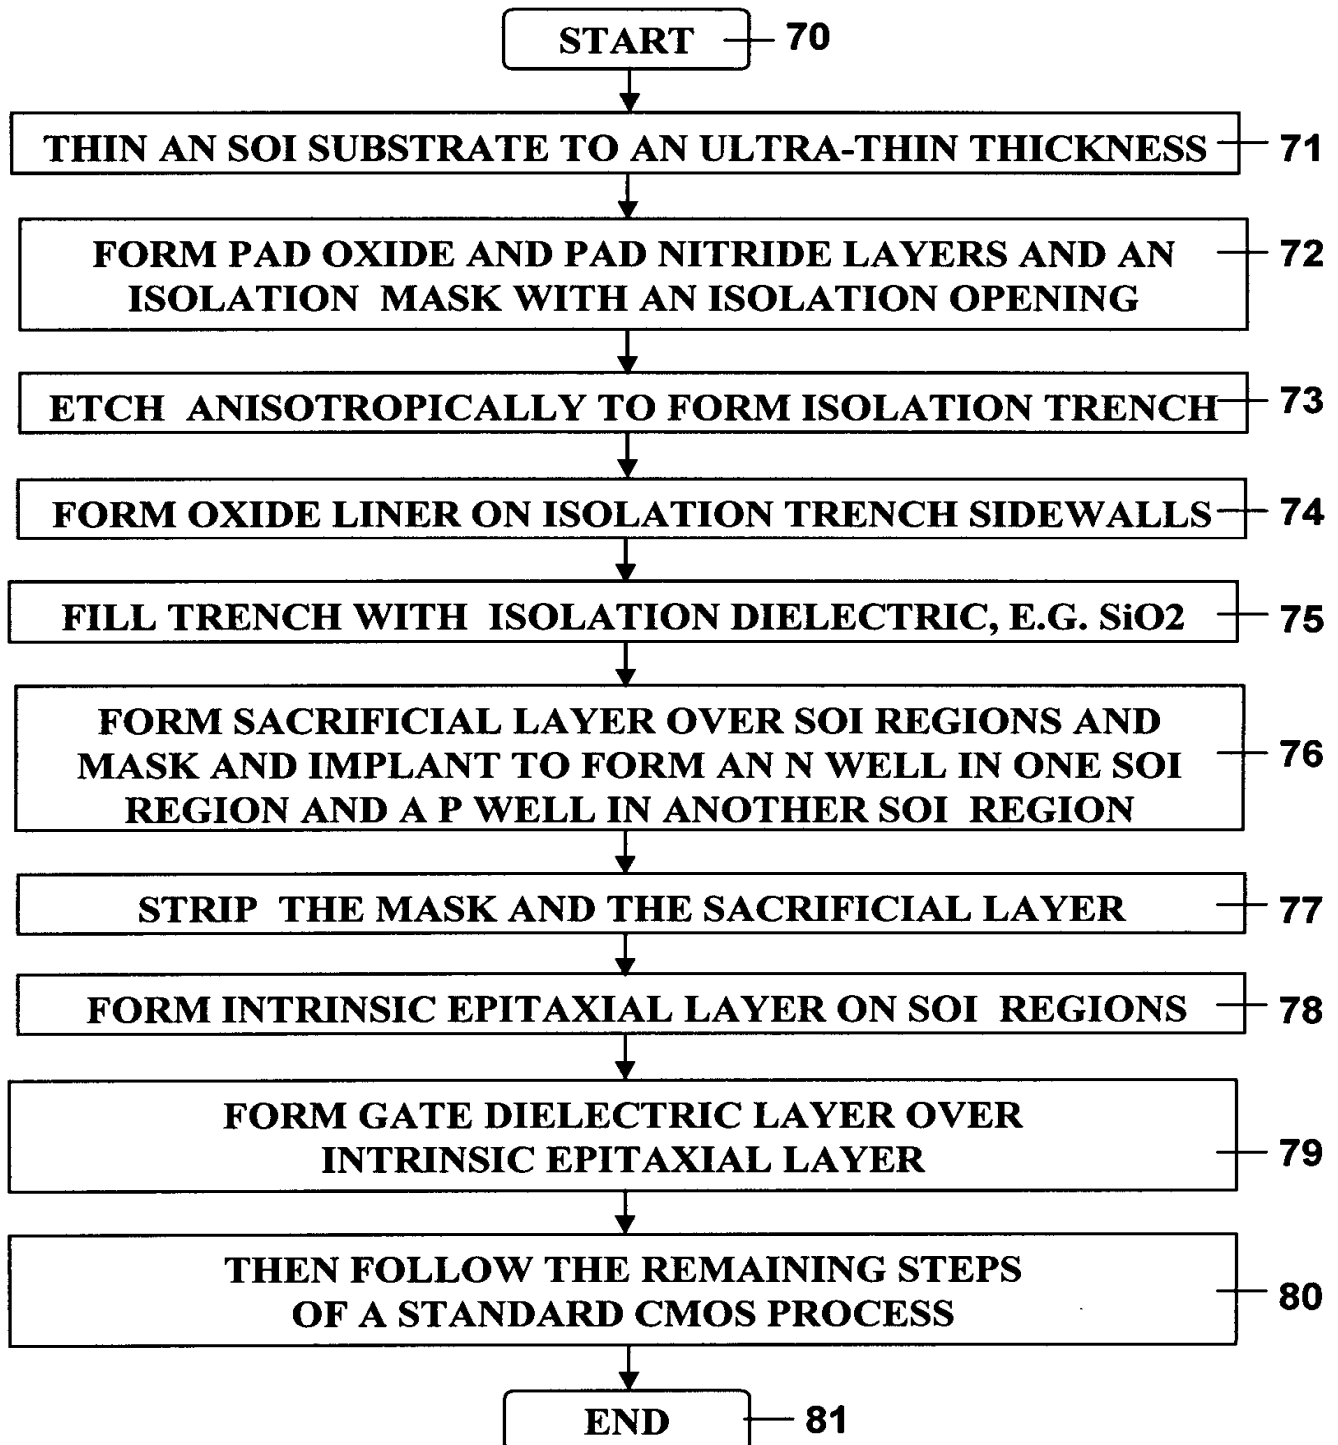 START 70
THIN AN SOI SUBSTRATE TO AN ULTRA-THIN THICKNESS 71
FORM PAD OXIDE AND PAD NITRIDE LAYERS AND AN 72
ISOLATION MASK WITH AN ISOLATION OPENING
ETCH ANISOTROPICALLY TO FORM ISOLATION TRENCH 73
FORM OXIDE LINER ON ISOLATION TRENCH SIDEWALLS 74
FILL TRENCH WITH ISOLATION DIELECTRIC, E.G. SiO2 75
FORM SACRIFICIAL LAYER OVER SOI REGIONS AND
MASK AND IMPLANT TO FORM AN N WELL IN ONE SOI 76
REGION AND A P WELL IN ANOTHER SOI REGION
STRIP THE MASK AND THE SACRIFICIAL LAYER 77
FORM INTRINSIC EPITAXIAL LAYER ON SOI REGIONS 78
FORM GATE DIELECTRIC LAYER OVER
INTRINSIC EPITAXIAL LAYER 79
THEN FOLLOW THE REMAINING STEPS
OF A STANDARD CMOS PROCESS 80
END 81